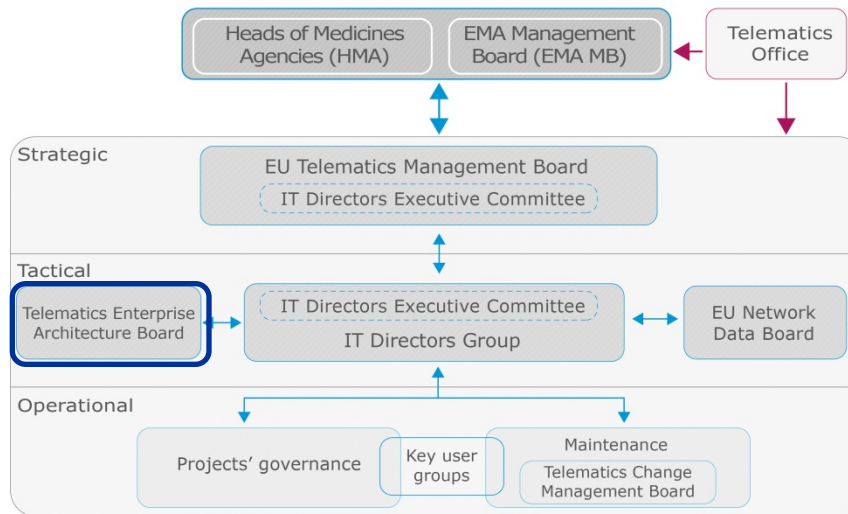 Heads of Medicines
Agencies (HMA)
EMA Management
Board (EMA MB)
Telematics
Office
Strategic
EU Telematics Management Board
IT Directors Executive Committee
Tactical
Telematics Enterprise
Architecture Board
IT Directors Executive Committee
IT Directors Group
EU Network
Data Board
Operational
Projects’ governance
Key user
groups
Maintenance
Telematics Change
Management Board